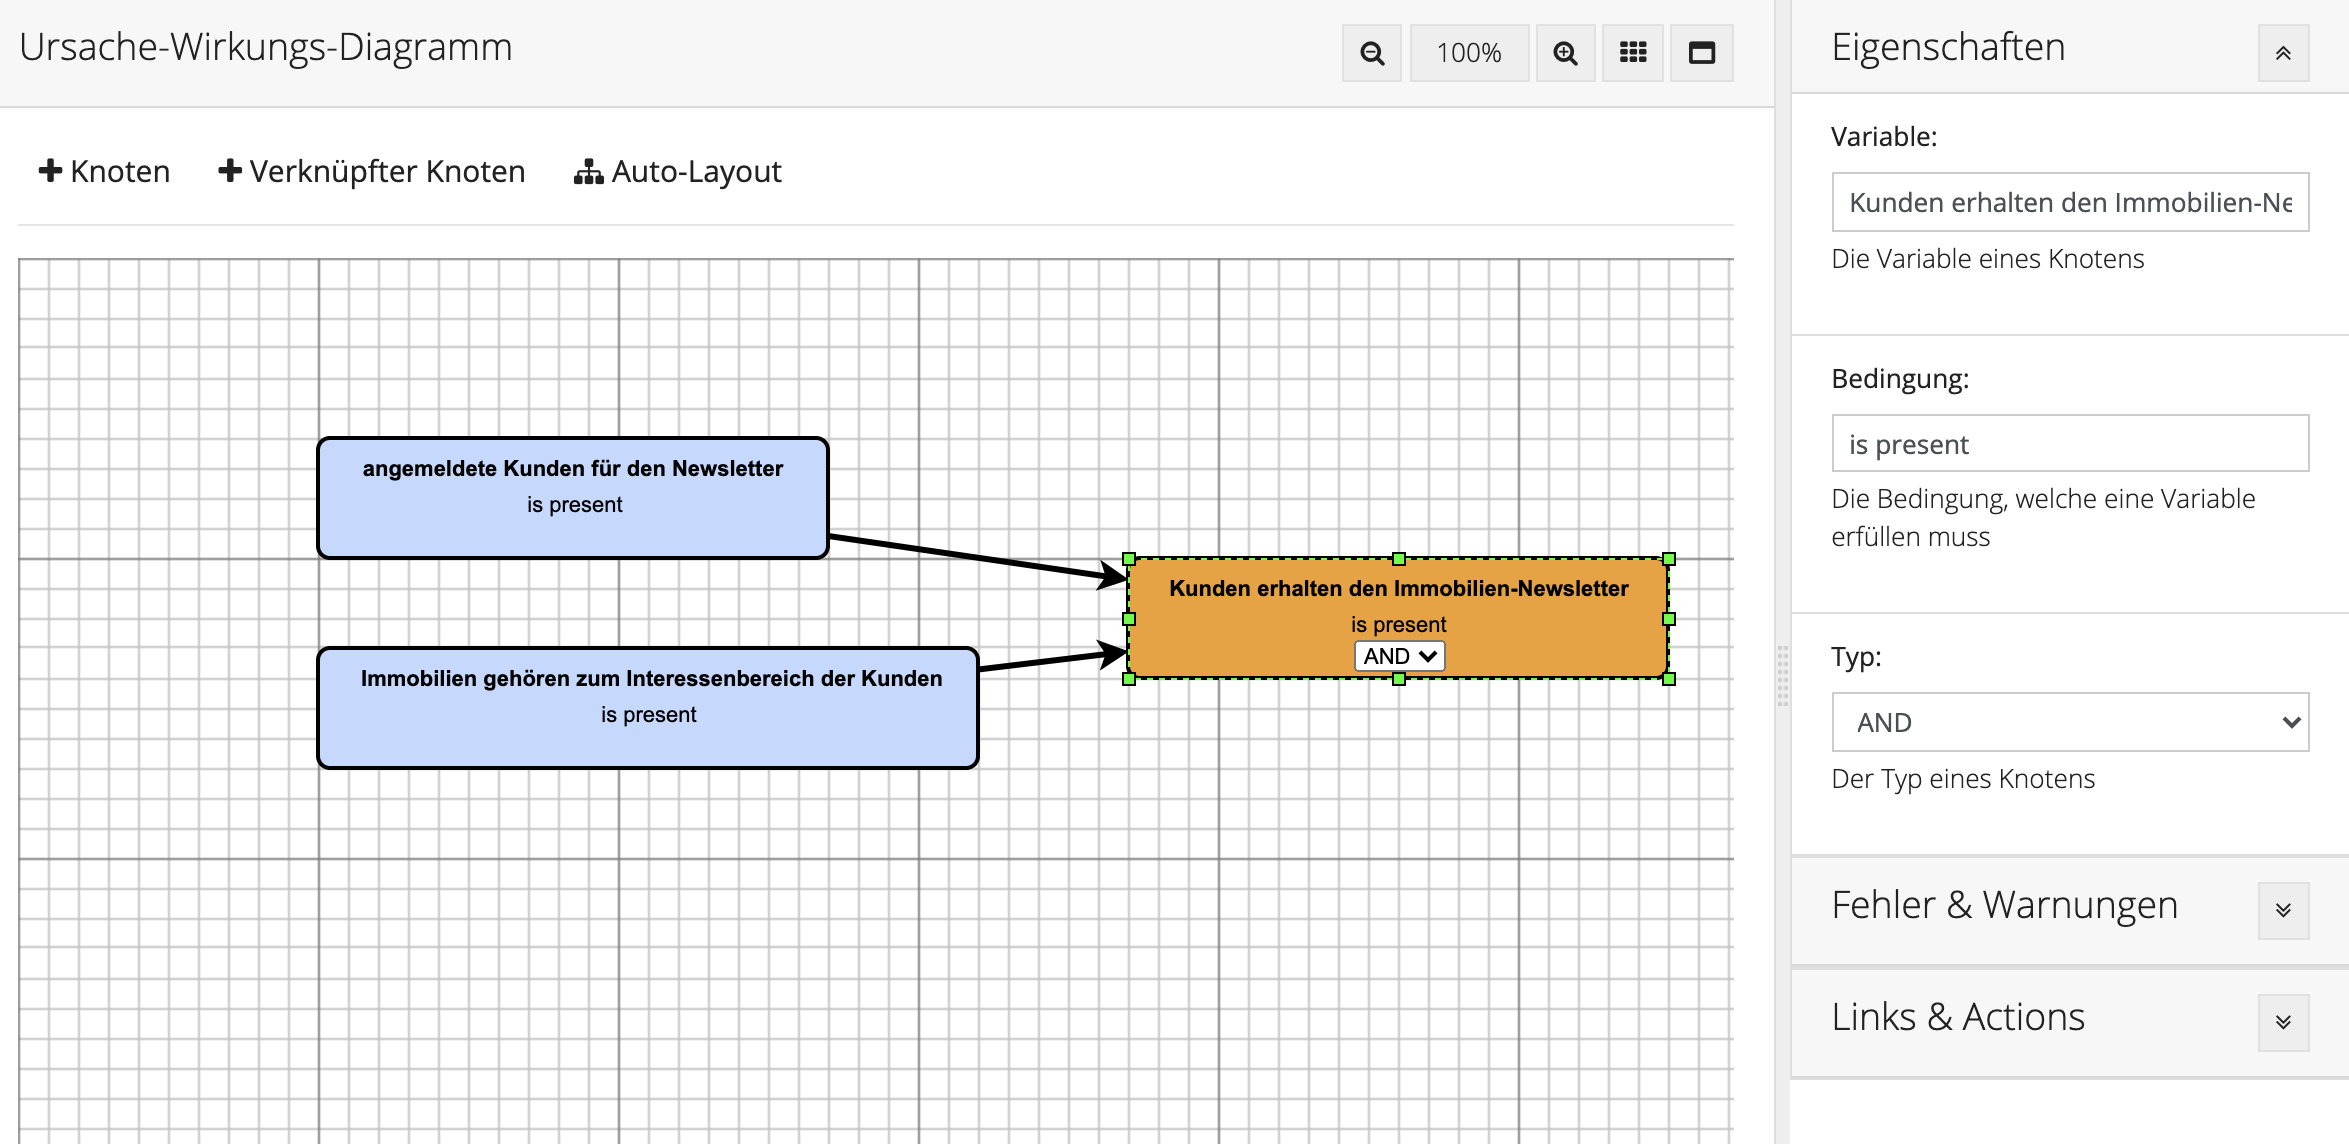 Ursache-Wirkungs-Diagramm
100%
Knoten
Verknüpfter Knoten
Auto-Layout
angemeldete Kunden für den Newsletter
is present
Immobilien gehören zum Interessenbereich der Kunden
is present
Kunden erhalten den Immobilien-Newsletter
is present
AND
Eigenschaften
Variable:
Kunden erhalten den Immobilien-Ne
Die Variable eines Knotens
Bedingung:
is present
Die Bedingung, welche eine Variable
erfüllen muss
Typ:
AND
Der Typ eines Knotens
Fehler & Warnungen
Links & Actions